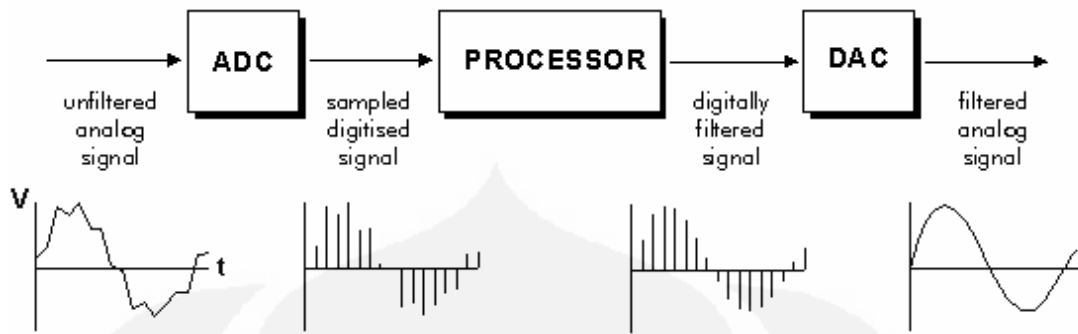 ADC
PROCESSOR
DAC
unfiltered
analog
signal
sampled
digitised
signal
digitally
filtered
signal
filtered
analog
signal
V
t